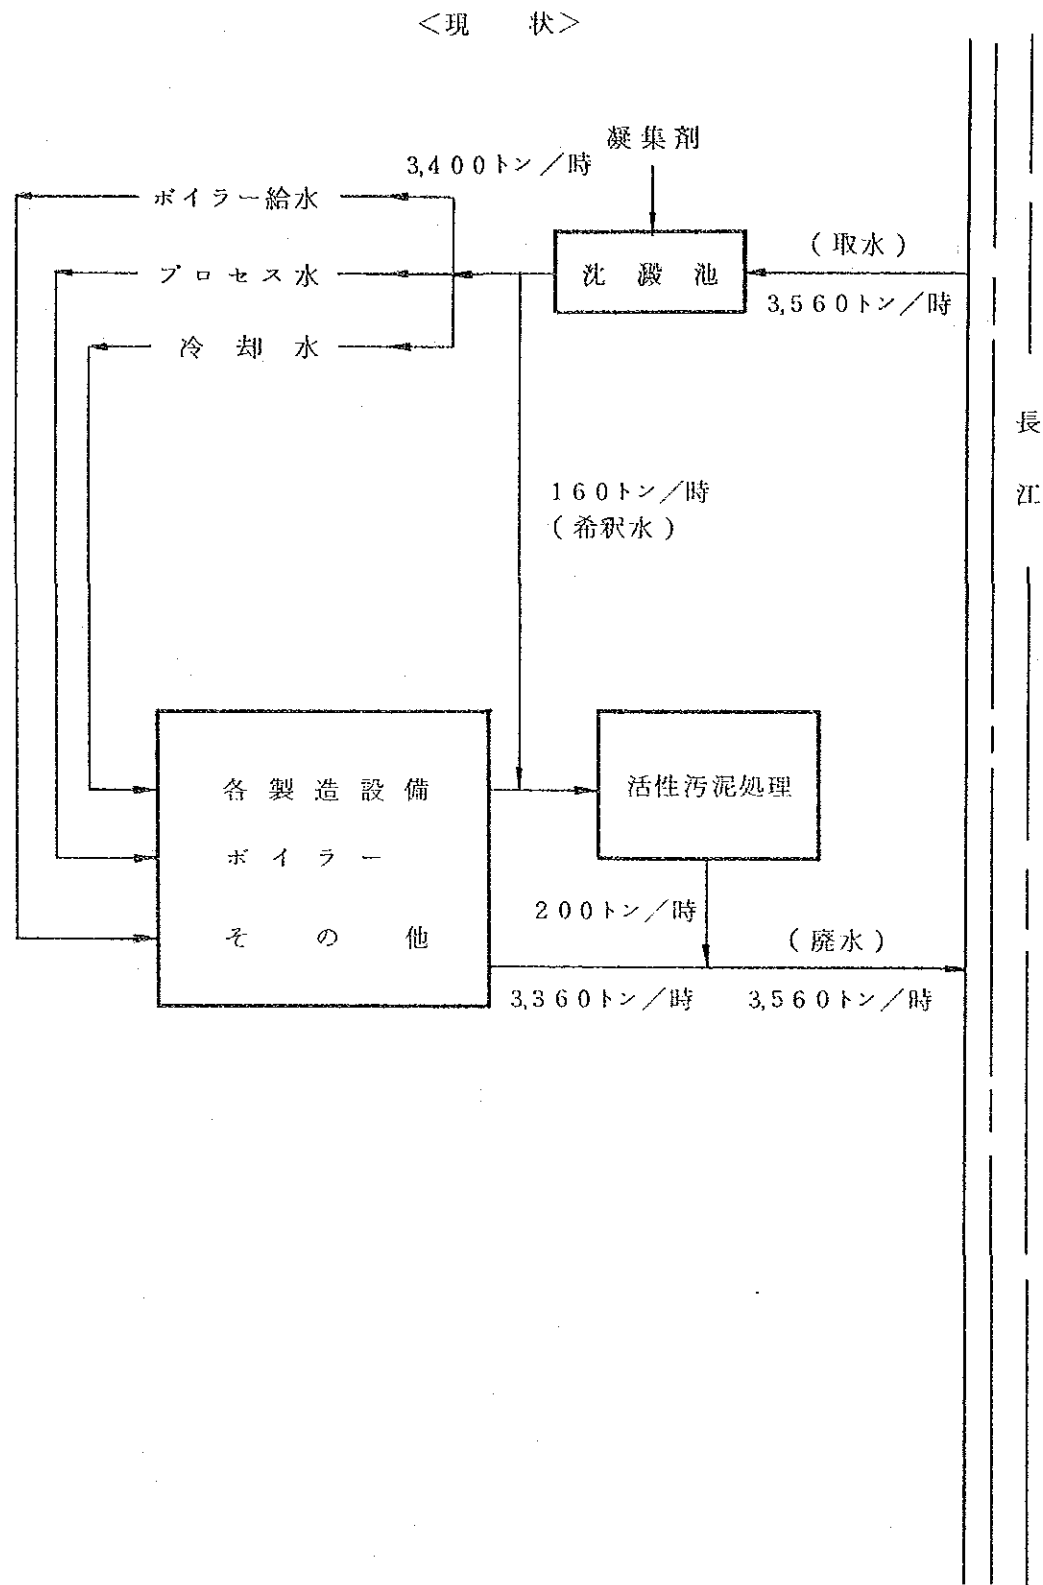 <現 状>
凝集剤
3,400トン/時
ボイラー給水
(取水)
プロセス水
沈澱池
3,560トン/時
冷却水
長江
160トン/時
(希釈水)
各製造設備
活性汚泥処理
ボイラー
200トン/時
その他
(廃水)
3,360トン/時
3,560トン/時